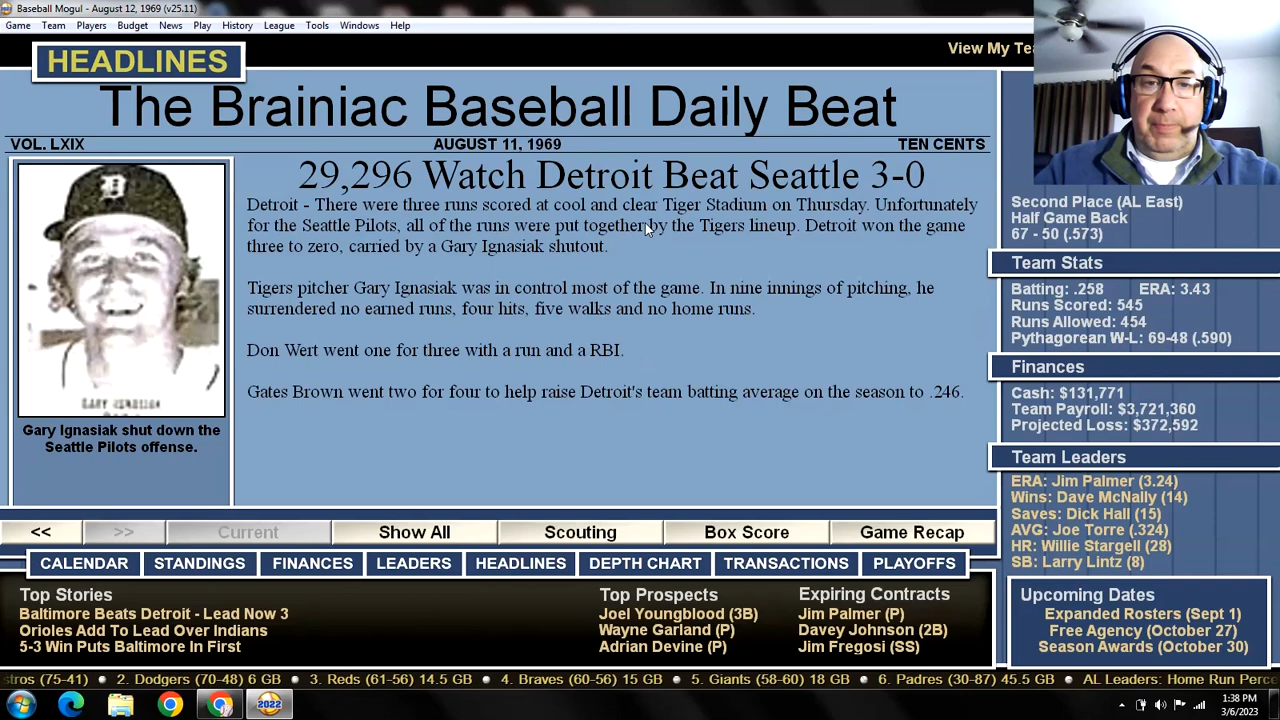 Baseball Mogul - August 12, 1969 (v25.11)
Game Team Players Budget News Play History League Tools Windows Help
HEADLINES
View My Te
The Brainiac Baseball Daily Beat
VOL. LXIX AUGUST 11, 1969 TEN CENTS
29,296 Watch Detroit Beat Seattle 3-0
Detroit - There were three runs scored at cool and clear Tiger Stadium on Thursday. Unfortunately
for the Seattle Pilots, all of the runs were put together by the Tigers lineup. Detroit won the game
three to zero, carried by a Gary Ignasiak shutout.
Tigers pitcher Gary Ignasiak was in control most of the game. In nine innings of pitching, he
surrendered no earned runs, four hits, five walks and no home runs.
Don Wert went one for three with a run and a RBI.
Gates Brown went two for four to help raise Detroit's team batting average on the season to .246.
D
GARY IGNASIAK
Gary Ignasiak shut down the
Seattle Pilots offense.
Second Place (AL East)
Half Game Back
67 - 50 (.573)
Team Stats
Batting: .258 ERA: 3.43
Runs Scored: 545
Runs Allowed: 454
Pythagorean W-L: 69-48 (.590)
Finances
Cash: $131,771
Team Payroll: $3,721,360
Projected Loss: $372,592
Team Leaders
ERA: Jim Palmer (3.24)
Wins: Dave McNally (14)
Saves: Dick Hall (15)
AVG: Joe Torre (.324)
HR: Willie Stargell (28)
SB: Larry Lintz (8)
<< >> Current Show All Scouting Box Score Game Recap
CALENDAR STANDINGS FINANCES LEADERS HEADLINES DEPTH CHART TRANSACTIONS PLAYOFFS
Top Stories
Baltimore Beats Detroit - Lead Now 3
Orioles Add To Lead Over Indians
5-3 Win Puts Baltimore In First
Top Prospects
Joel Youngblood (3B)
Wayne Garland (P)
Adrian Devine (P)
Expiring Contracts
Jim Palmer (P)
Davey Johnson (2B)
Jim Fregosi (SS)
Upcoming Dates
Expanded Rosters (Sept 1)
Free Agency (October 27)
Season Awards (October 30)
stros (75-41) • 2. Dodgers (70-48) 6 GB • 3. Reds (61-56) 14.5 GB • 4. Braves (60-56) 15 GB • 5. Giants (58-60) 18 GB • 6. Padres (30-87) 45.5 GB • AL Leaders: Home Run Perce
2022
1:38 PM
3/6/2023